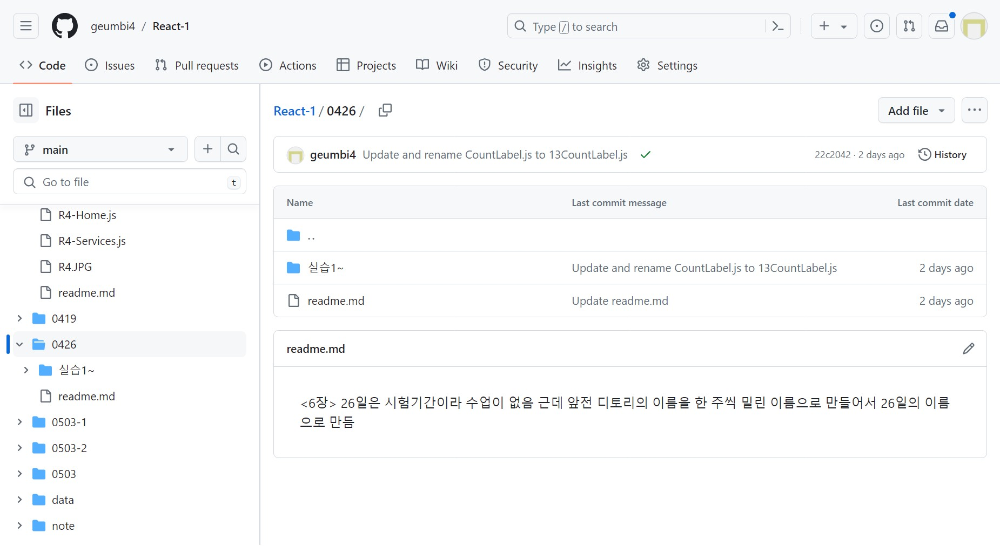 geumbi4 / React-1
Type / to search
Code Issues Pull requests Actions Projects Wiki Security Insights Settings
Files
main
Go to file t
R4-Home.js
R4-Services.js
R4.JPG
readme.md
0419
0426
실습1~
readme.md
0503-1
0503-2
0503
data
note
React-1 / 0426 /
Add file
geumbi4 Update and rename CountLabel.js to 13CountLabel.js 22c2042 · 2 days ago History
Name Last commit message Last commit date
..
실습1~ Update and rename CountLabel.js to 13CountLabel.js 2 days ago
readme.md Update readme.md 2 days ago
readme.md
<6장> 26일은 시험기간이라 수업이 없음 근데 앞전 디토리의 이름을 한 주씩 밀린 이름으로 만들어서 26일의 이름
으로 만듬